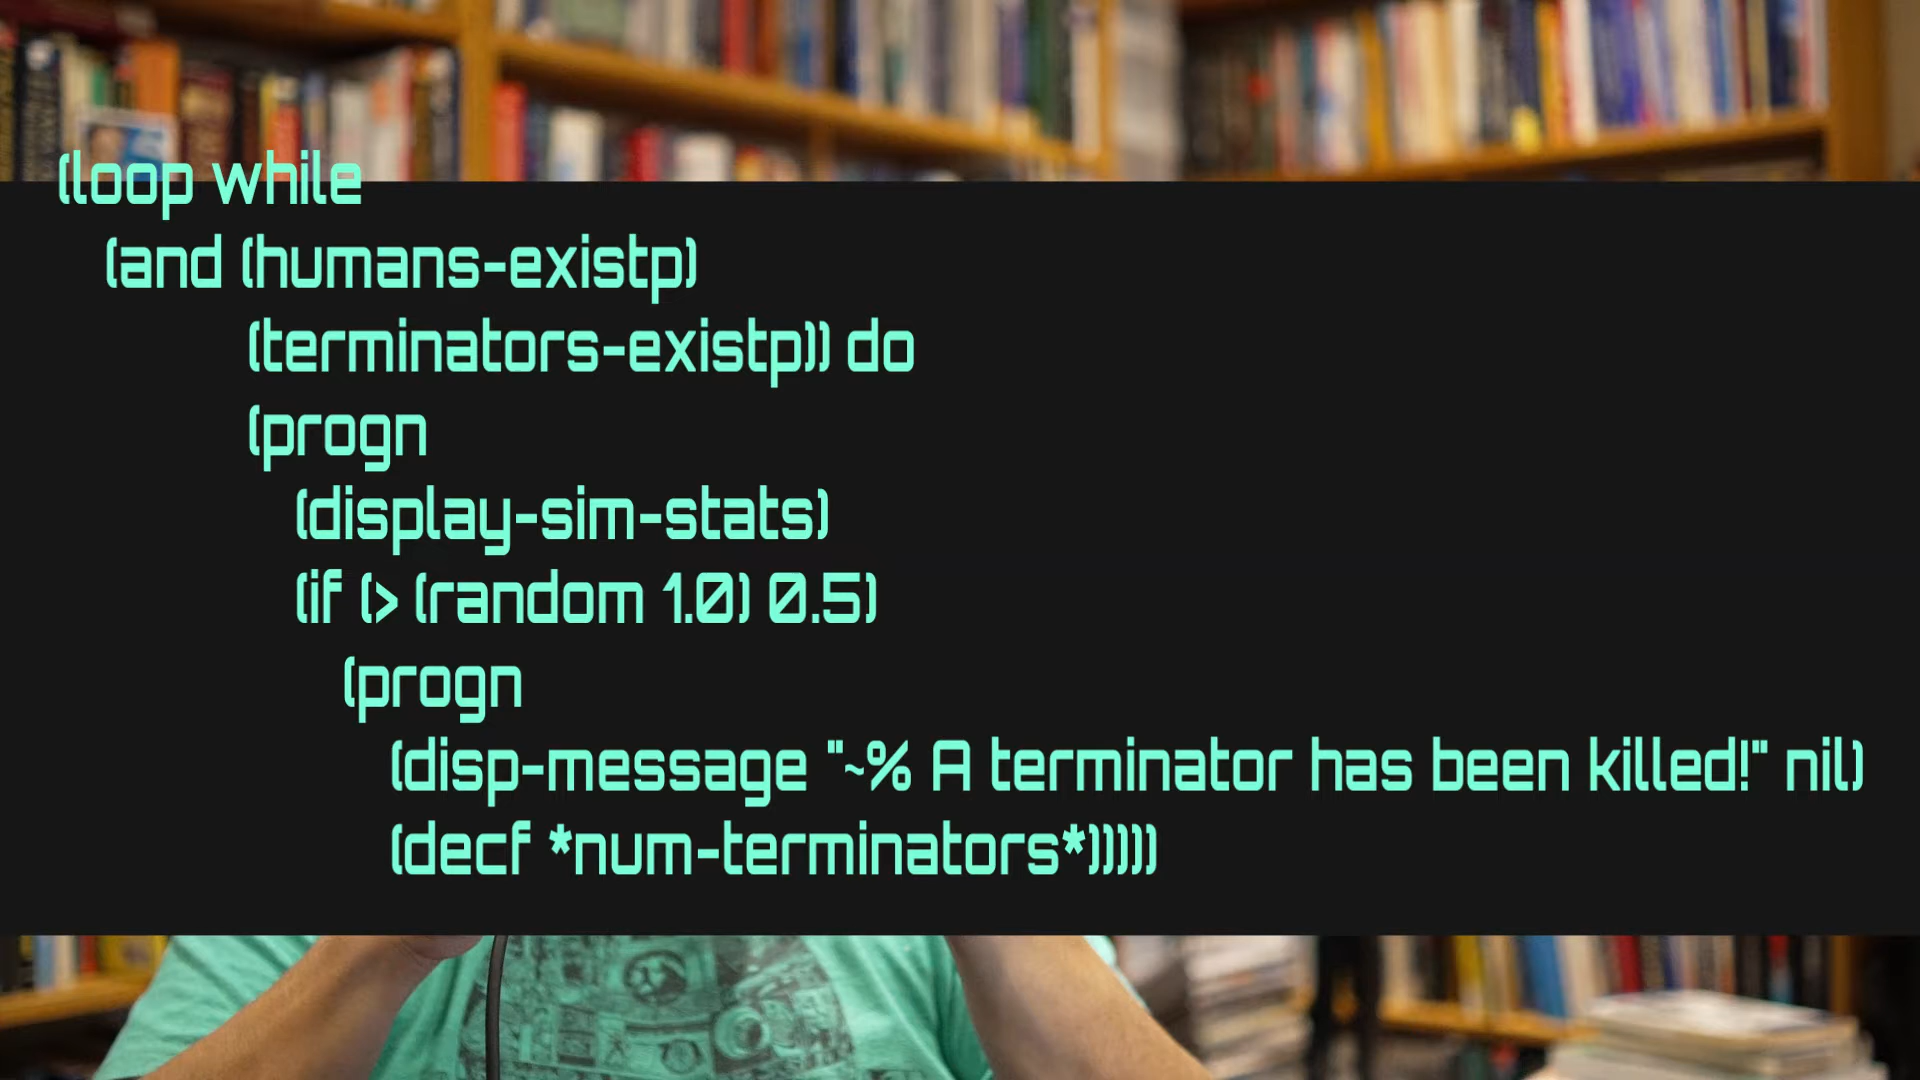 (loop while
(and (humans-existp)
(terminators-existp)) do
(progn
(display-sim-stats)
(if (> (random 1.0) 0.5)
(progn
(disp-message "~% A terminator has been killed!" nil)
(decf *num-terminators*)))))